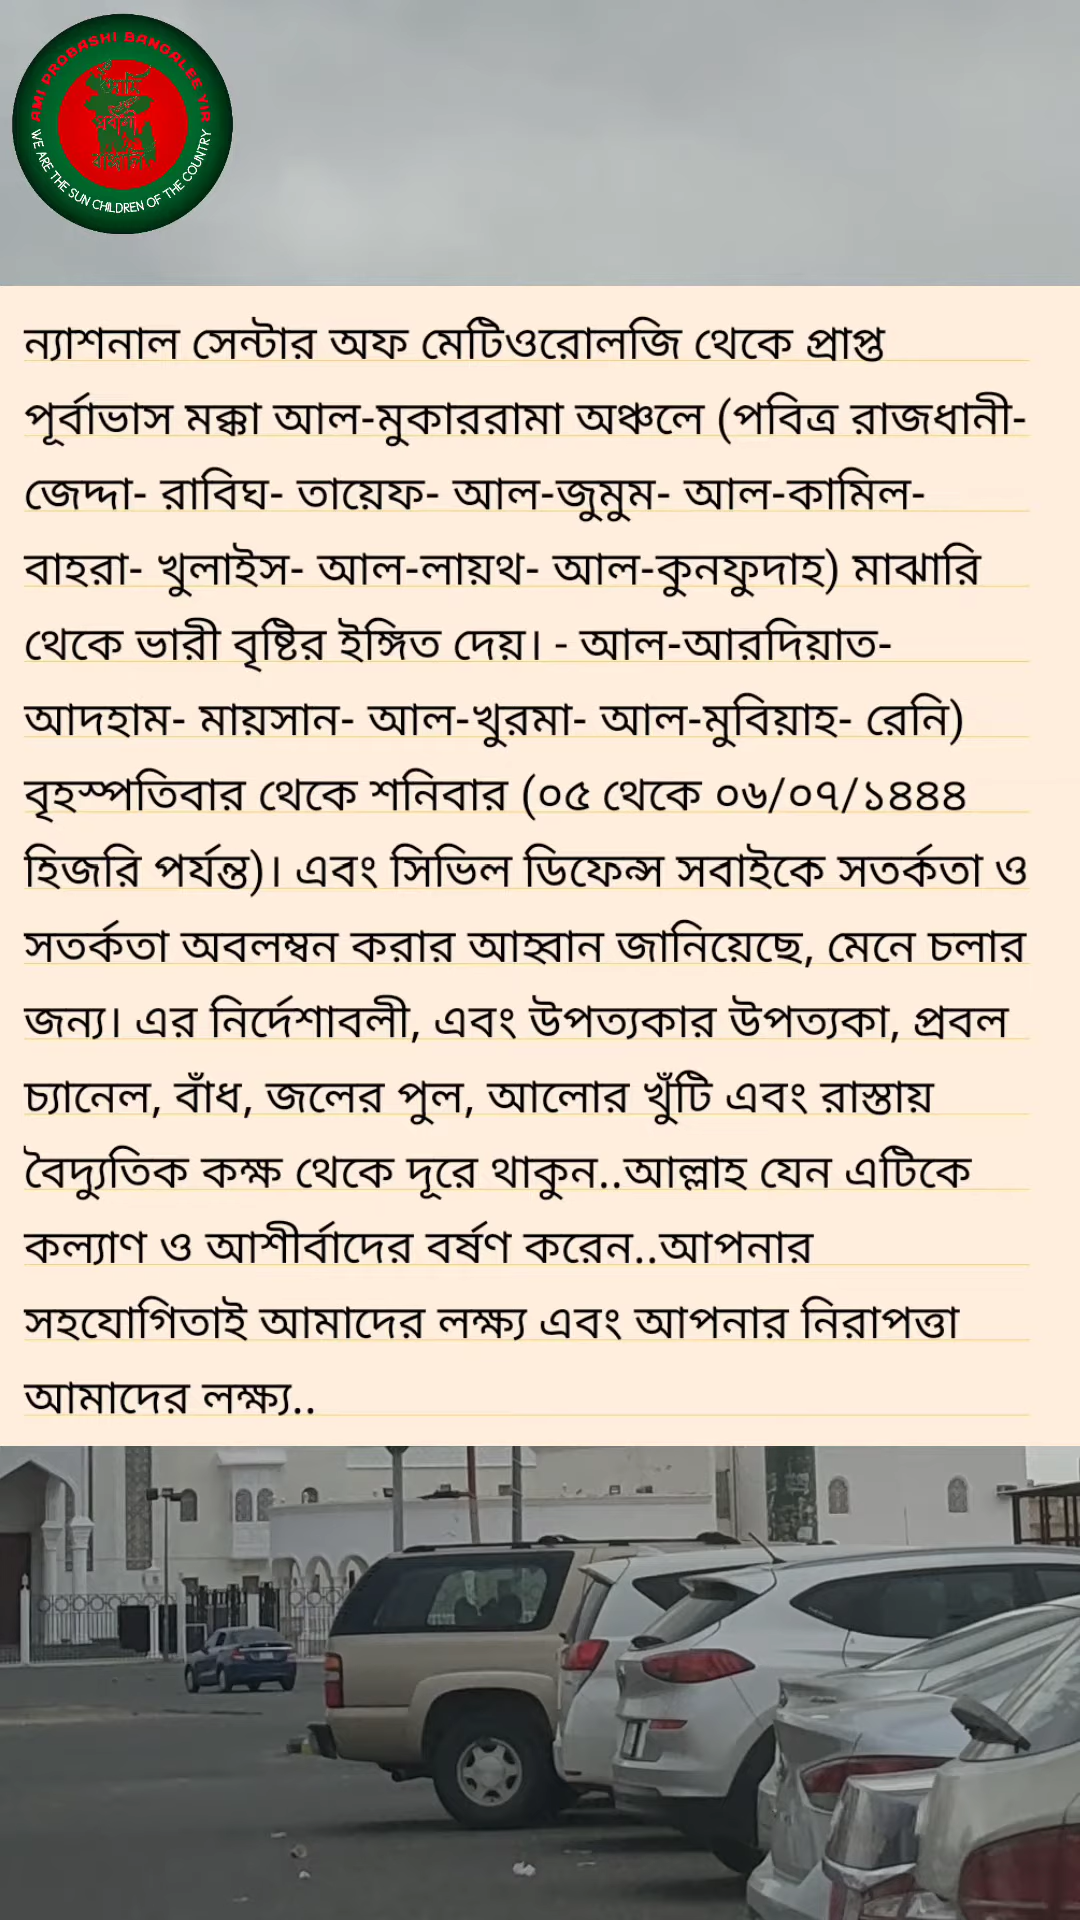 AMI PROBASHI BANGALEE YIR
আমি
প্রবাসী
বাঙ্গালি
WE ARE THE SUN CHILDREN OF THE COUNTRY
ন্যাশনাল সেন্টার অফ মেটিওরোলজি থেকে প্রাপ্ত
পূর্বাভাস মক্কা আল-মুকাররামা অঞ্চলে (পবিত্র রাজধানী-
জেদ্দা- রাবিঘ- তায়েফ- আল-জুমুম- আল-কামিল-
বাহরা- খুলাইস- আল-লায়থ- আল-কুনফুদাহ) মাঝারি
থেকে ভারী বৃষ্টির ইঙ্গিত দেয়। - আল-আরদিয়াত-
আদহাম- মায়সান- আল-খুরমা- আল-মুবিয়াহ- রেনি)
বৃহস্পতিবার থেকে শনিবার (০৫ থেকে ০৬/০৭/১৪৪৪
হিজরি পর্যন্ত)। এবং সিভিল ডিফেন্স সবাইকে সতর্কতা ও
সতর্কতা অবলম্বন করার আহ্বান জানিয়েছে, মেনে চলার
জন্য। এর নির্দেশাবলী, এবং উপত্যকার উপত্যকা, প্রবল
চ্যানেল, বাঁধ, জলের পুল, আলোর খুঁটি এবং রাস্তায়
বৈদ্যুতিক কক্ষ থেকে দূরে থাকুন..আল্লাহ যেন এটিকে
কল্যাণ ও আশীর্বাদের বর্ষণ করেন..আপনার
সহযোগিতাই আমাদের লক্ষ্য এবং আপনার নিরাপত্তা
আমাদের লক্ষ্য..